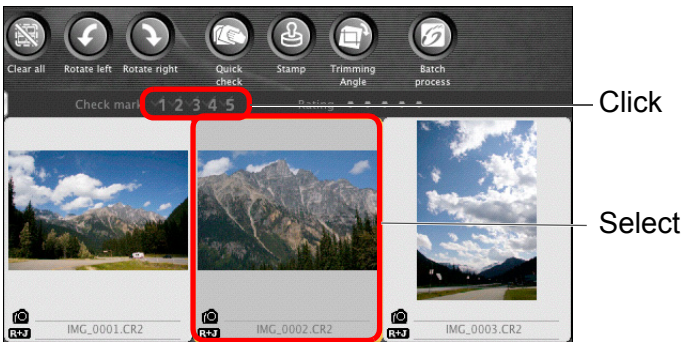 Clear all Rotate left Rotate right Quick check Stamp Trimming Angle Batch process
Check mark 1 2 3 4 5 Rating
Click
Select
R+J IMG_0001.CR2 R+J IMG_0002.CR2 R+J IMG_0003.CR2